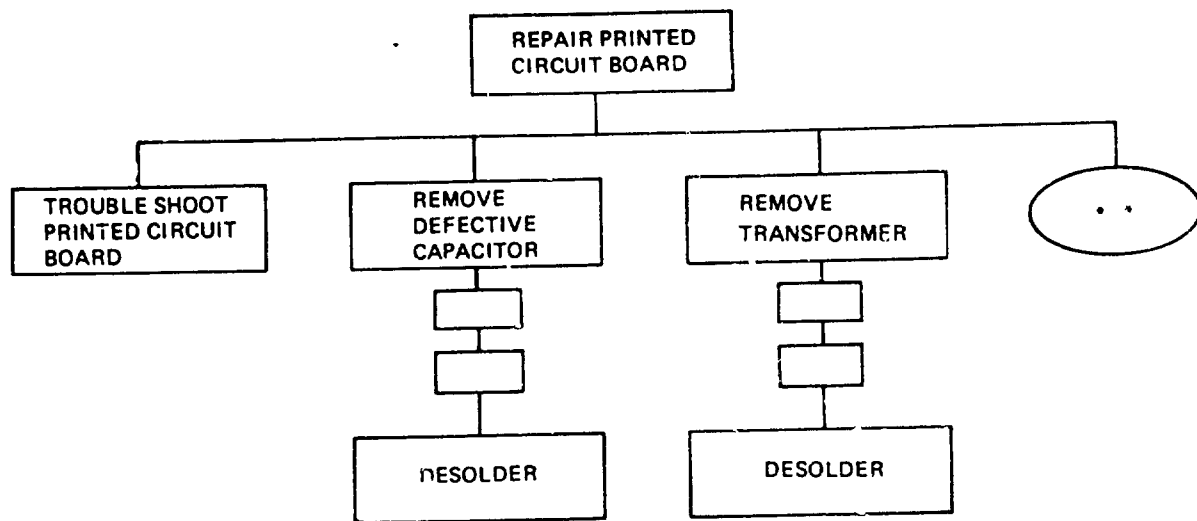 REPAIR PRINTED
CIRCUIT BOARD
TROUBLE SHOOT
PRINTED CIRCUIT
BOARD
REMOVE
DEFECTIVE
CAPACITOR
REMOVE
TRANSFORMER
DESOLDER
DESOLDER